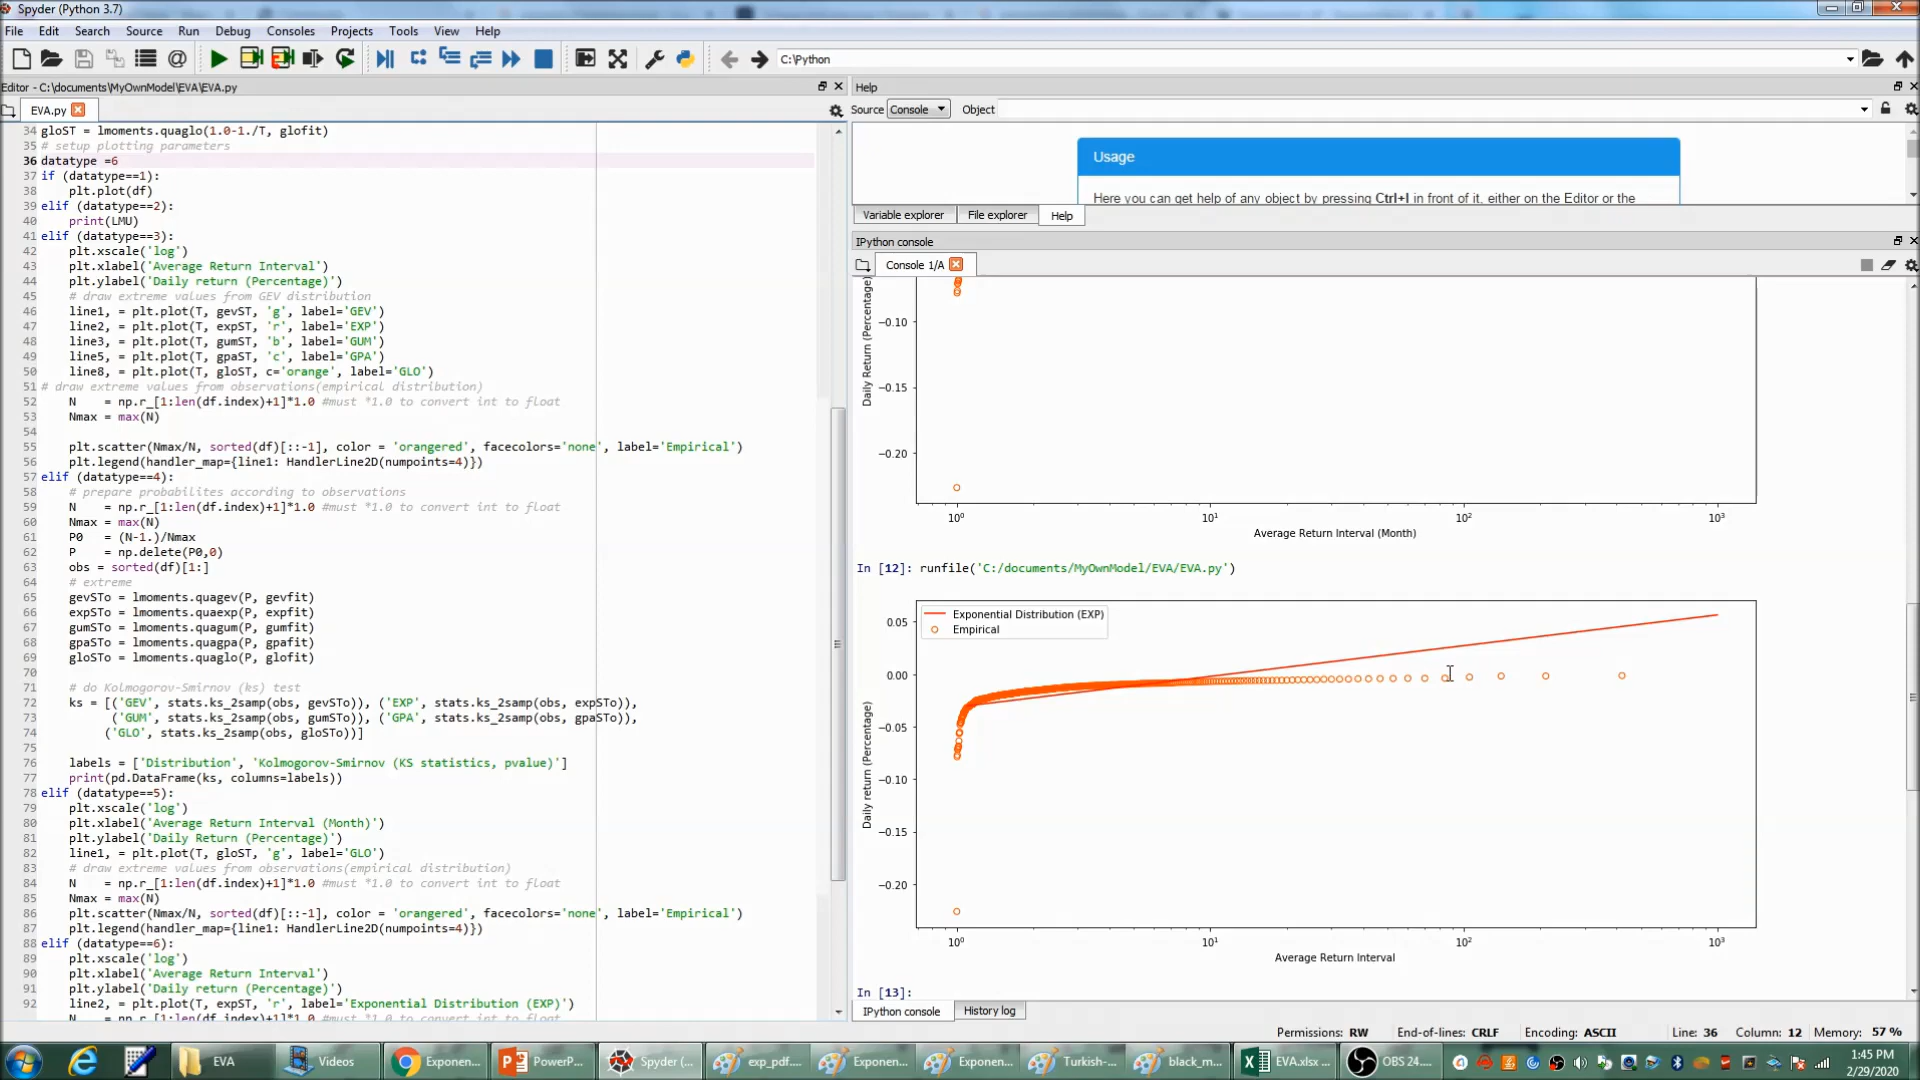 Spyder (Python 3.7)
File Edit Search Source Run Debug Consoles Projects Tools View Help
C:\Python
Editor - C:\documents\MyOwnModel\EVA\EVA.py
EVA.py
34 gloST = lmoments.quaglo(1.0-1./T, glofit)
35 # setup plotting parameters
36 datatype =6
37 if (datatype==1):
38 plt.plot(df)
39 elif (datatype==2):
40 print(LMU)
41 elif (datatype==3):
42 plt.xscale('log')
43 plt.xlabel('Average Return Interval')
44 plt.ylabel('Daily return (Percentage)')
45 # draw extreme values from GEV distribution
46 line1, = plt.plot(T, gevST, 'g', label='GEV')
47 line2, = plt.plot(T, expST, 'r', label='EXP')
48 line3, = plt.plot(T, gumST, 'b', label='GUM')
49 line5, = plt.plot(T, gpaST, 'c', label='GPA')
50 line8, = plt.plot(T, gloST, c='orange', label='GLO')
51 # draw extreme values from observations(empirical distribution)
52 N = np.r_[1:len(df.index)+1]*1.0 #must *1.0 to convert int to float
53 Nmax = max(N)
54
55 plt.scatter(Nmax/N, sorted(df)[::-1], color = 'orangered', facecolors='none', label='Empirical')
56 plt.legend(handler_map={line1: HandlerLine2D(numpoints=4)})
57 elif (datatype==4):
58 # prepare probabilites according to observations
59 N = np.r_[1:len(df.index)+1]*1.0 #must *1.0 to convert int to float
60 Nmax = max(N)
61 P0 = (N-1.)/Nmax
62 P = np.delete(P0,0)
63 obs = sorted(df)[1:]
64 # extreme
65 gevSTo = lmoments.quagev(P, gevfit)
66 expSTo = lmoments.quaexp(P, expfit)
67 gumSTo = lmoments.quagum(P, gumfit)
68 gpaSTo = lmoments.quagpa(P, gpafit)
69 gloSTo = lmoments.quaglo(P, glofit)
70
71 # do Kolmogorov-Smirnov (ks) test
72 ks = [('GEV', stats.ks_2samp(obs, gevSTo)), ('EXP', stats.ks_2samp(obs, expSTo)),
73 ('GUM', stats.ks_2samp(obs, gumSTo)), ('GPA', stats.ks_2samp(obs, gpaSTo)),
74 ('GLO', stats.ks_2samp(obs, gloSTo))]
75
76 labels = ['Distribution', 'Kolmogorov-Smirnov (KS statistics, pvalue)']
77 print(pd.DataFrame(ks, columns=labels))
78 elif (datatype==5):
79 plt.xscale('log')
80 plt.xlabel('Average Return Interval (Month)')
81 plt.ylabel('Daily Return (Percentage)')
82 line1, = plt.plot(T, gloST, 'g', label='GLO')
83 # draw extreme values from observations(empirical distribution)
84 N = np.r_[1:len(df.index)+1]*1.0 #must *1.0 to convert int to float
85 Nmax = max(N)
86 plt.scatter(Nmax/N, sorted(df)[::-1], color = 'orangered', facecolors='none', label='Empirical')
87 plt.legend(handler_map={line1: HandlerLine2D(numpoints=4)})
88 elif (datatype==6):
89 plt.xscale('log')
90 plt.xlabel('Average Return Interval')
91 plt.ylabel('Daily return (Percentage)')
92 line2, = plt.plot(T, expST, 'r', label='Exponential Distribution (EXP)')
N = np.r_[1:len(df.index)+1]*1.0 #must *1.0 to convert int to float
Help
Source Console Object
Usage
Here you can get help of any object by pressing Ctrl+I in front of it, either on the Editor or the
Variable explorer File explorer Help
IPython console
Console 1/A
Daily Return (Percentage)
−0.10
−0.15
−0.20
10⁰ 10¹ 10² 10³
Average Return Interval (Month)
In [12]: runfile('C:/documents/MyOwnModel/EVA/EVA.py')
Exponential Distribution (EXP)
Empirical
Daily return (Percentage)
0.05
0.00
−0.05
−0.10
−0.15
−0.20
10⁰ 10¹ 10² 10³
Average Return Interval
In [13]:
IPython console History log
Permissions: RW End-of-lines: CRLF Encoding: ASCII Line: 36 Column: 12 Memory: 57 %
EVA Videos Exponen... PowerP... Spyder (... exp_pdf.... Exponen... Exponen... Turkish-... black_m... EVA.xlsx ... OBS 24....
1:45 PM
2/29/2020